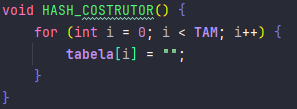 void HASH_COSTRUTOR() {
for (int i = 0; i < TAM; i++) {
tabela[i] = "";
}
}